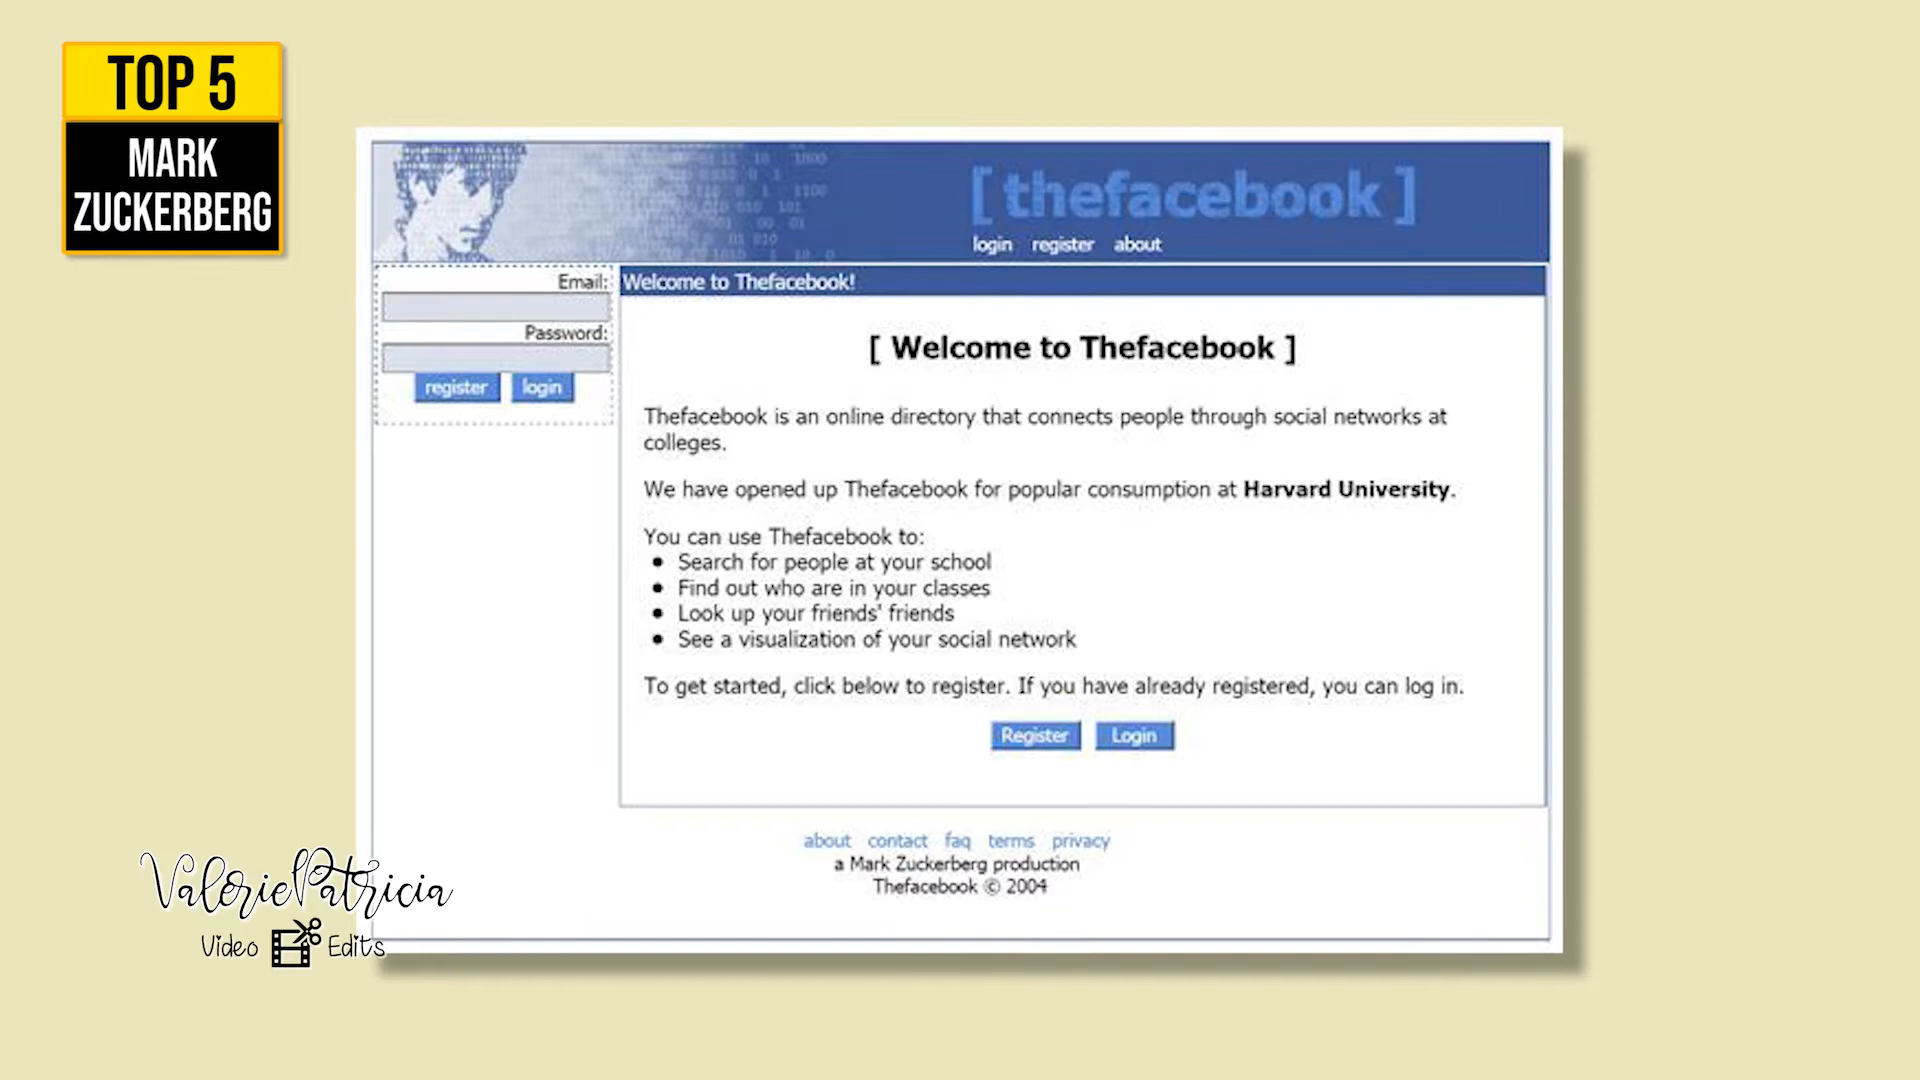 TOP 5
MARK
ZUCKERBERG
[ thefacebook ]
login register about
Email:
Password:
register login
Welcome to Thefacebook!
[ Welcome to Thefacebook ]
Thefacebook is an online directory that connects people through social networks at
colleges.
We have opened up Thefacebook for popular consumption at Harvard University.
You can use Thefacebook to:
• Search for people at your school
• Find out who are in your classes
• Look up your friends' friends
• See a visualization of your social network
To get started, click below to register. If you have already registered, you can log in.
Register Login
about contact faq terms privacy
a Mark Zuckerberg production
Thefacebook © 2004
ValeriePatricia
Video Edits